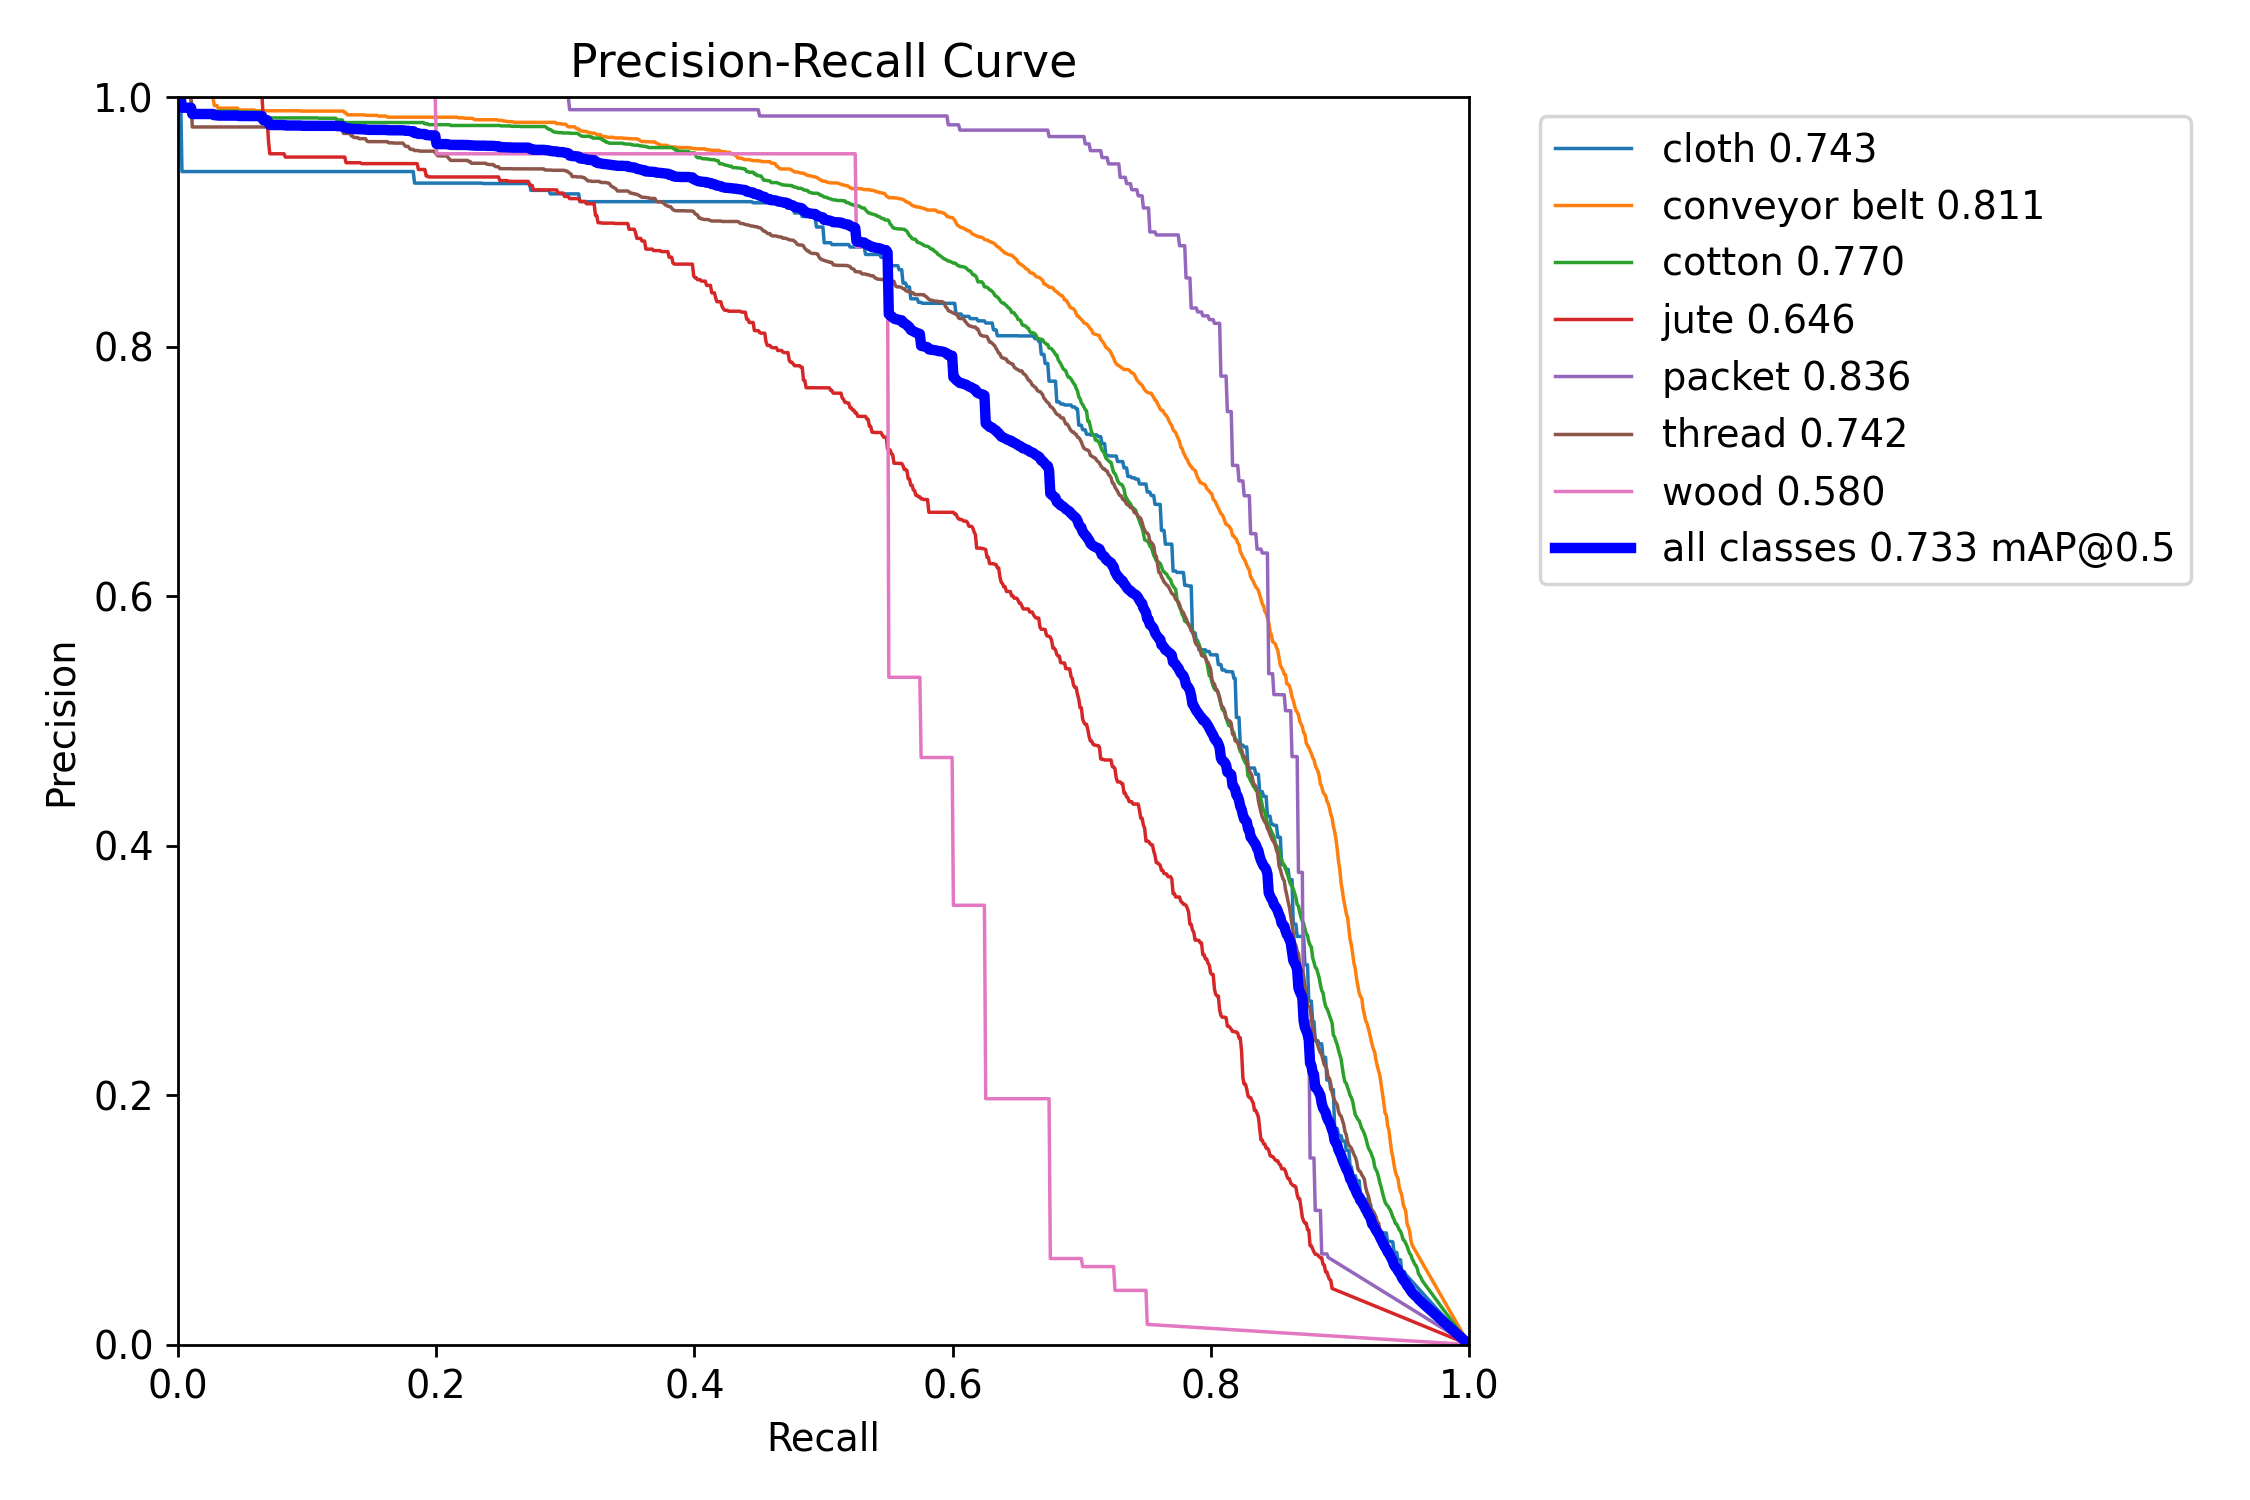 Precision-Recall Curve
1.0
0.8
0.6
0.4
0.2
0.0
Precision
0.0 0.2 0.4 0.6 0.8 1.0
Recall
cloth 0.743
conveyor belt 0.811
cotton 0.770
jute 0.646
packet 0.836
thread 0.742
wood 0.580
all classes 0.733 mAP@0.5